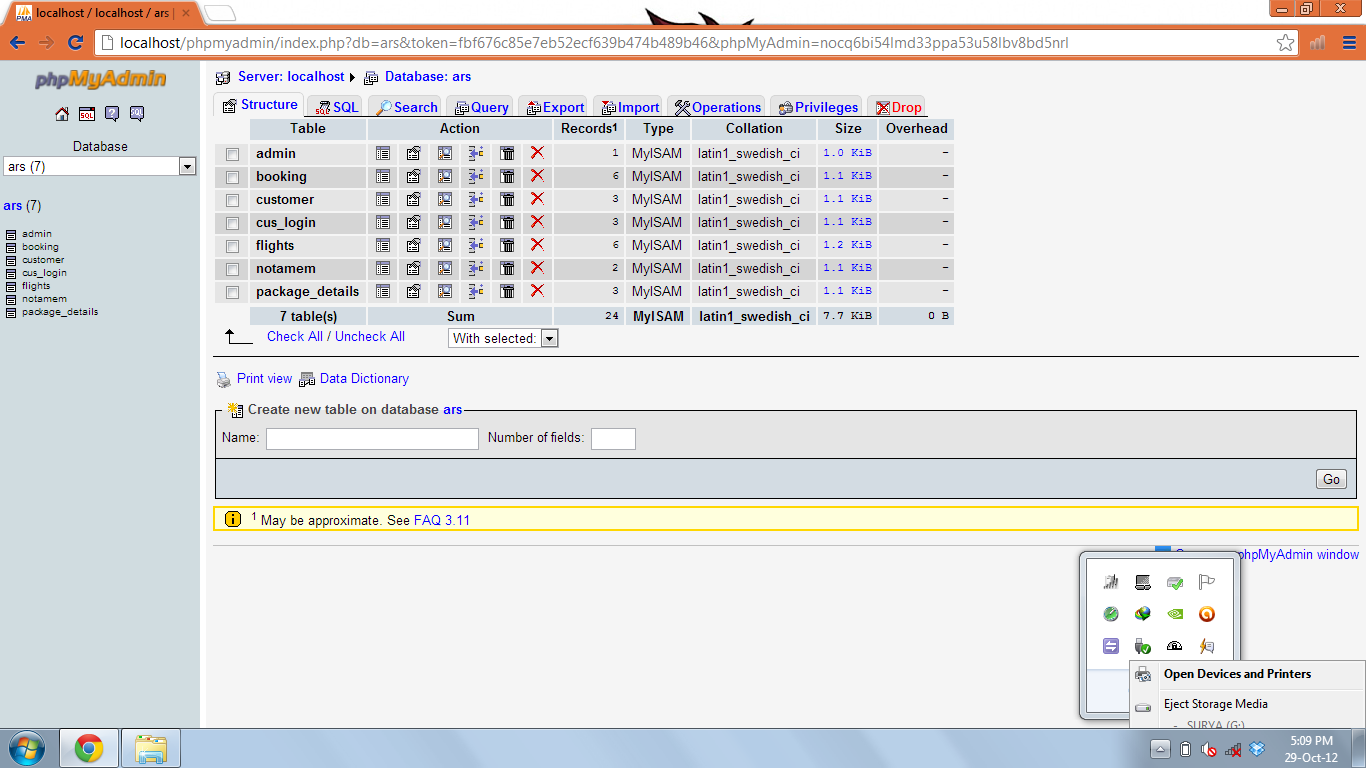 localhost / localhost / ars |
localhost/phpmyadmin/index.php?db=ars&token=fbf676c85e7eb52ecf639b474b489b46&phpMyAdmin=nocq6bi54lmd33ppa53u58lbv8bd5nrl
phpMyAdmin
SQL
Database
ars (7)
ars (7)
admin
booking
customer
cus_login
flights
notamem
package_details
Server: localhost Database: ars
Structure SQL Search Query Export Import Operations Privileges Drop
Table Action Records1 Type Collation Size Overhead
admin 1 MyISAM latin1_swedish_ci 1.0 KiB -
booking 6 MyISAM latin1_swedish_ci 1.1 KiB -
customer 3 MyISAM latin1_swedish_ci 1.1 KiB -
cus_login 3 MyISAM latin1_swedish_ci 1.1 KiB -
flights 6 MyISAM latin1_swedish_ci 1.2 KiB -
notamem 2 MyISAM latin1_swedish_ci 1.1 KiB -
package_details 3 MyISAM latin1_swedish_ci 1.1 KiB -
7 table(s) Sum 24 MyISAM latin1_swedish_ci 7.7 KiB 0 B
Check All / Uncheck All With selected:
Print view Data Dictionary
Create new table on database ars
Name: Number of fields:
Go
1 May be approximate. See FAQ 3.11
phpMyAdmin window
Open Devices and Printers
Eject Storage Media
- SURYA (G:)
5:09 PM
29-Oct-12